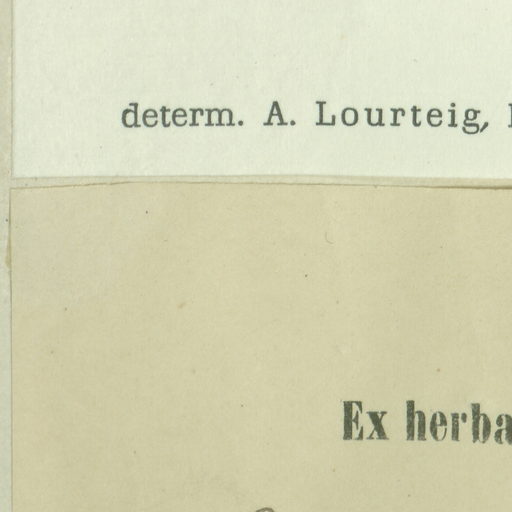 determ. A. Lourteig,
Ex herba